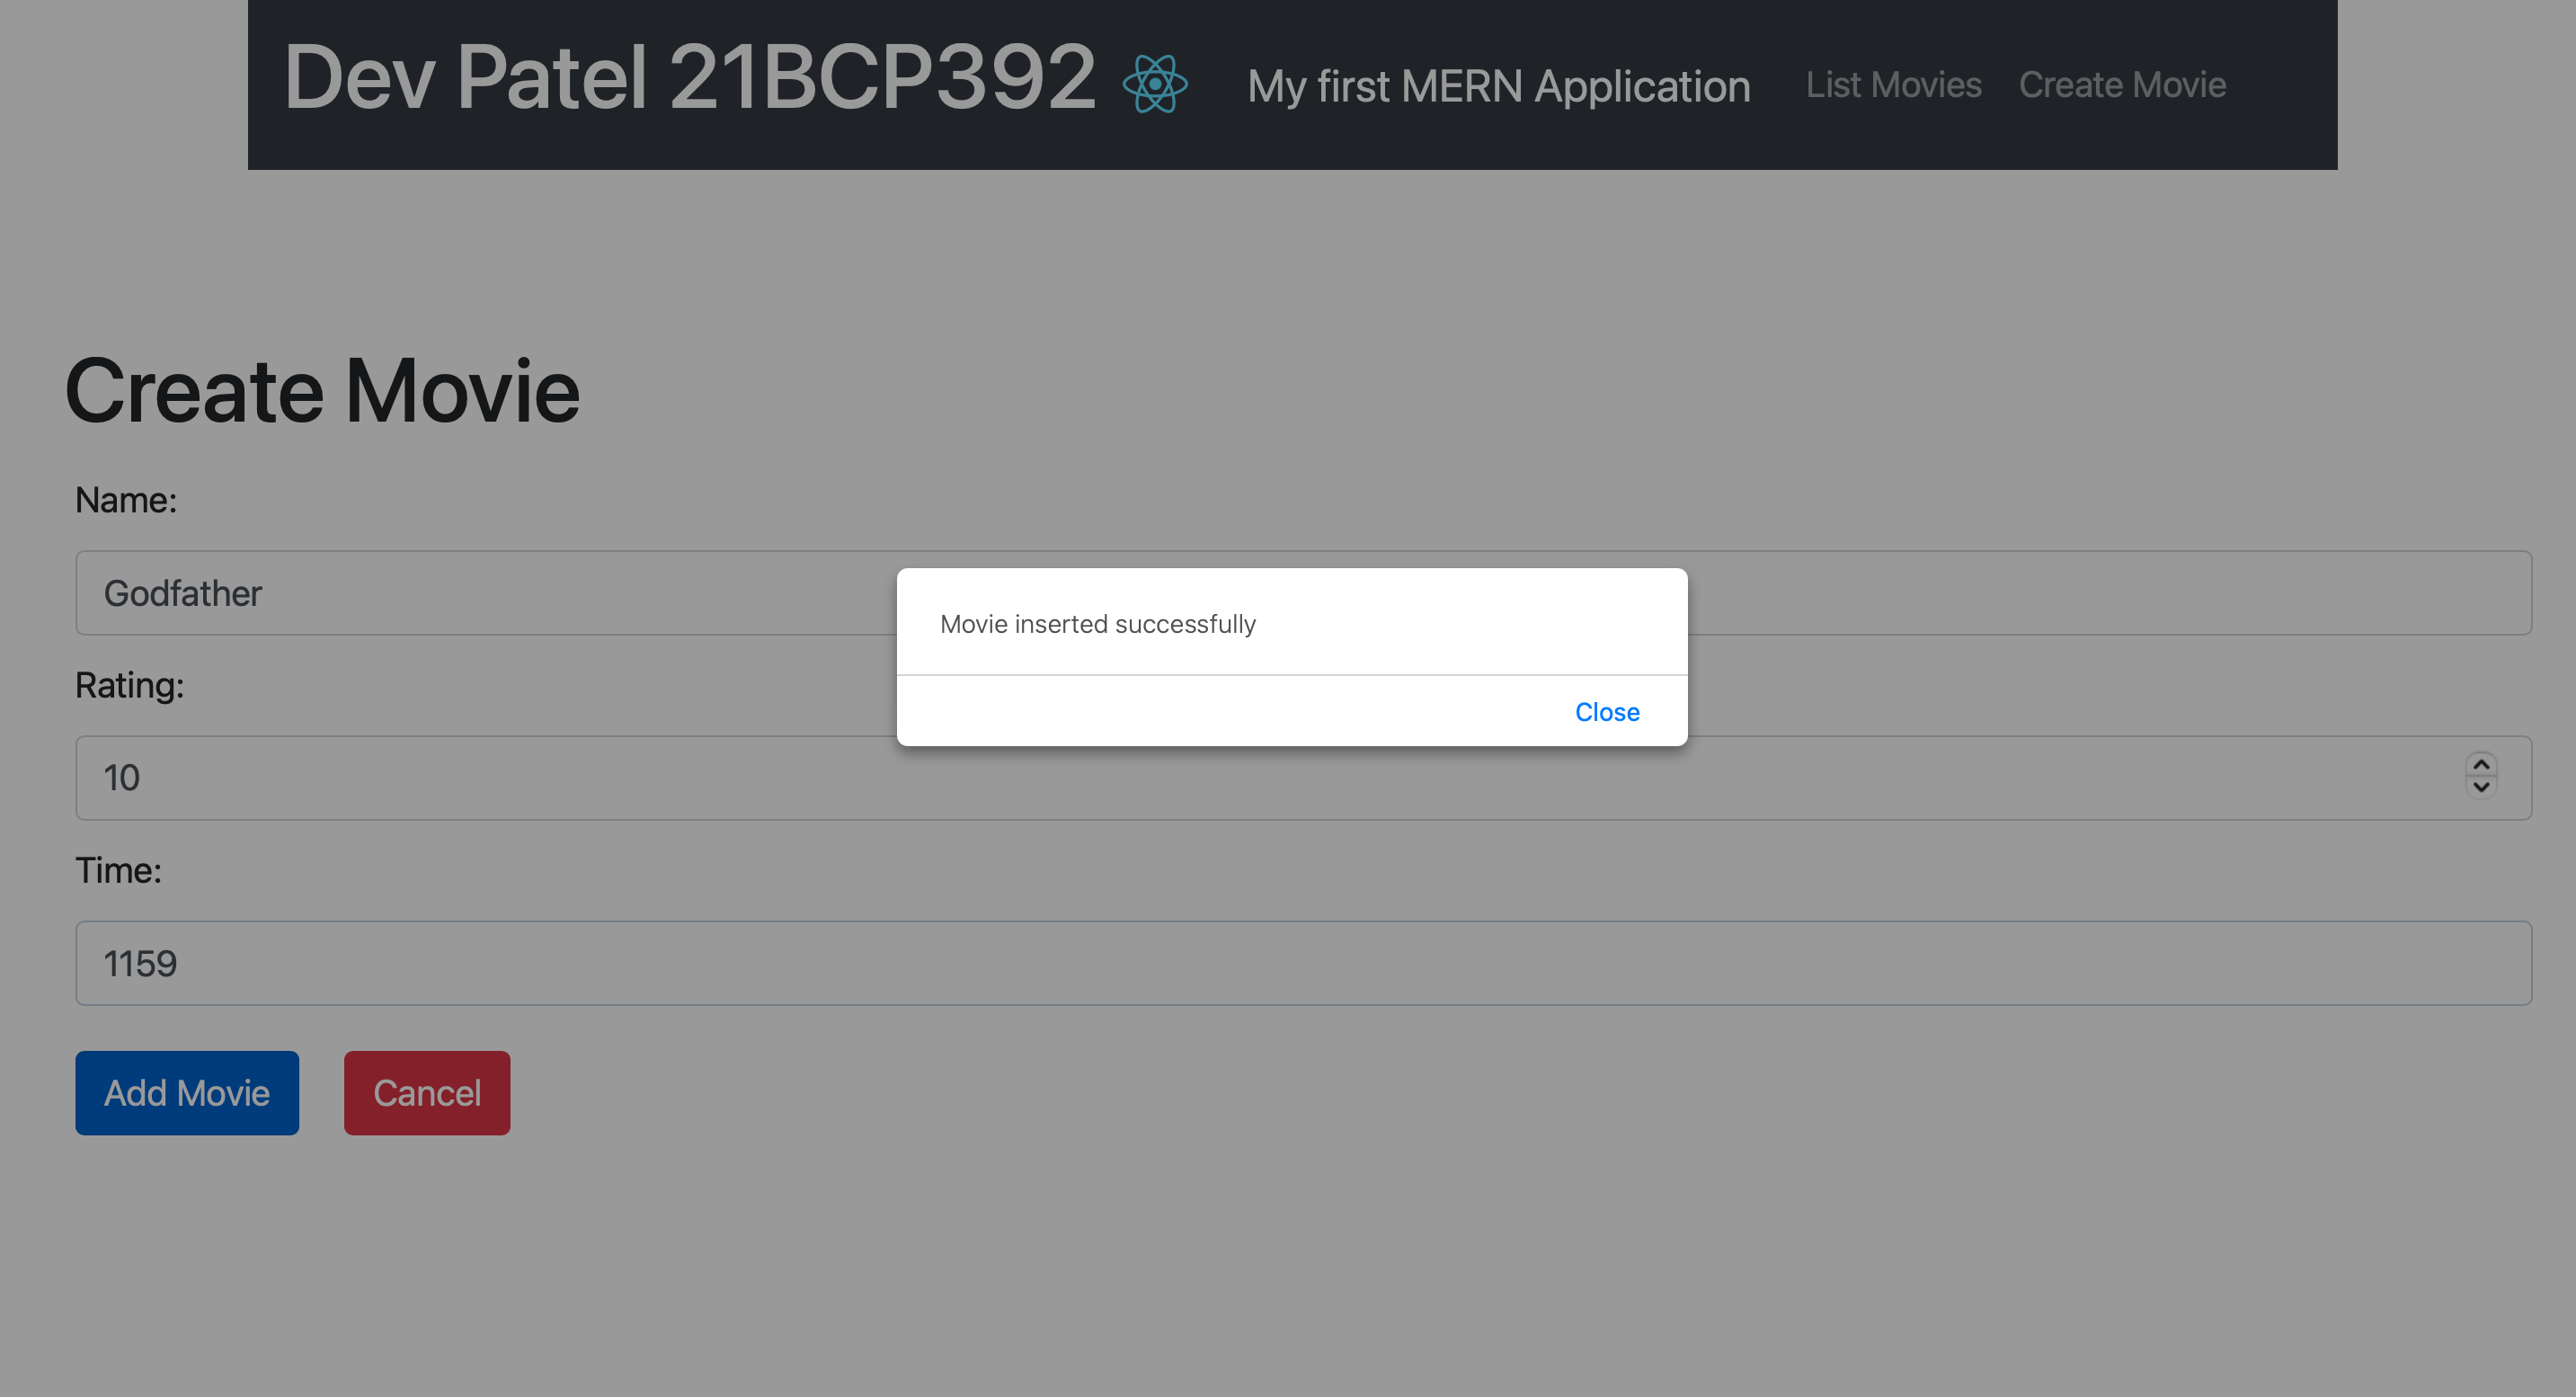 Dev Patel 21BCP392 My first MERN Application List Movies Create Movie
Create Movie
Name:
Godfather
Movie inserted successfully
Close
Rating:
10
Time:
1159
Add Movie Cancel